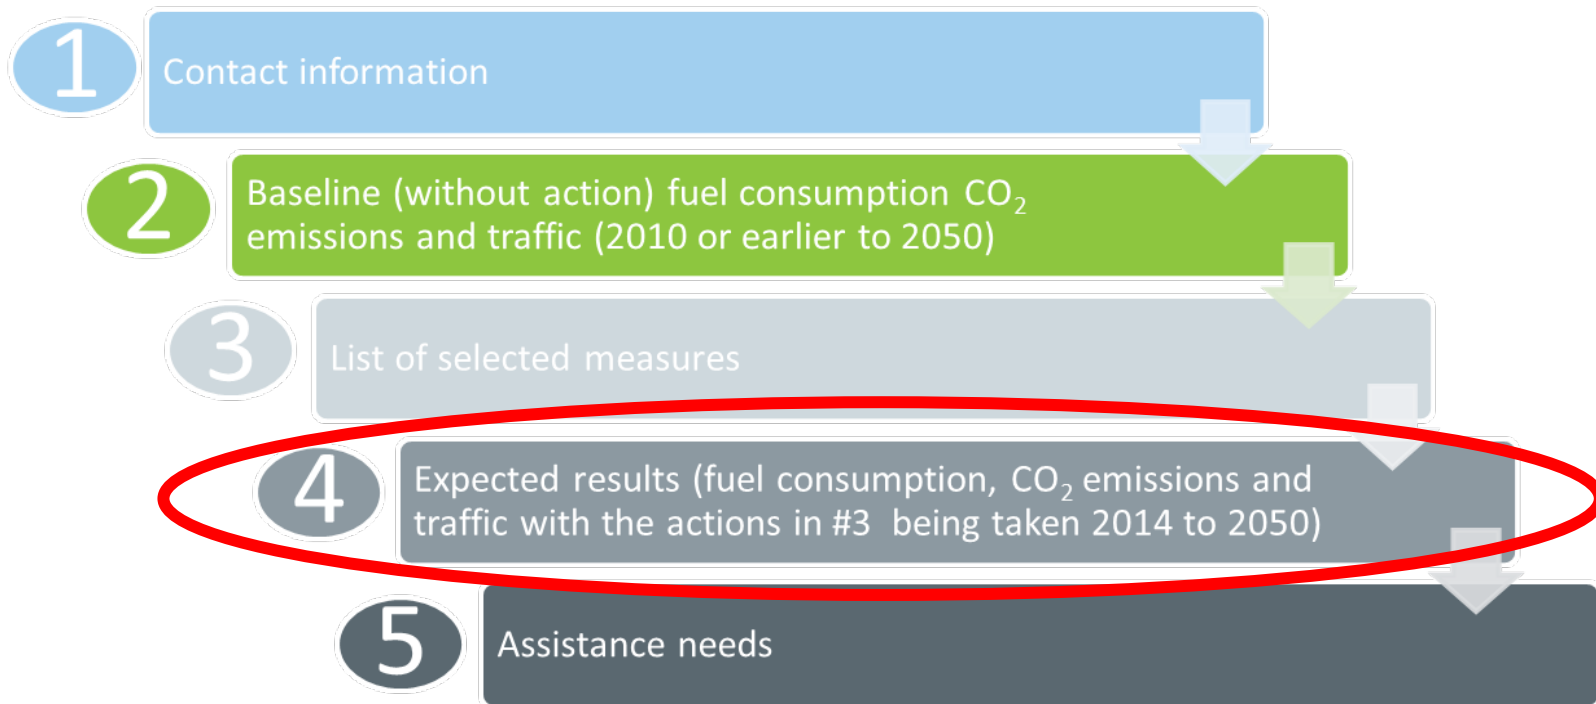 1
Contact information
2
Baseline (without action) fuel consumption CO₂
emissions and traffic (2010 or earlier to 2050)
3
List of selected measures
4
Expected results (fuel consumption, CO₂ emissions and
traffic with the actions in #3 being taken 2014 to 2050)
5
Assistance needs